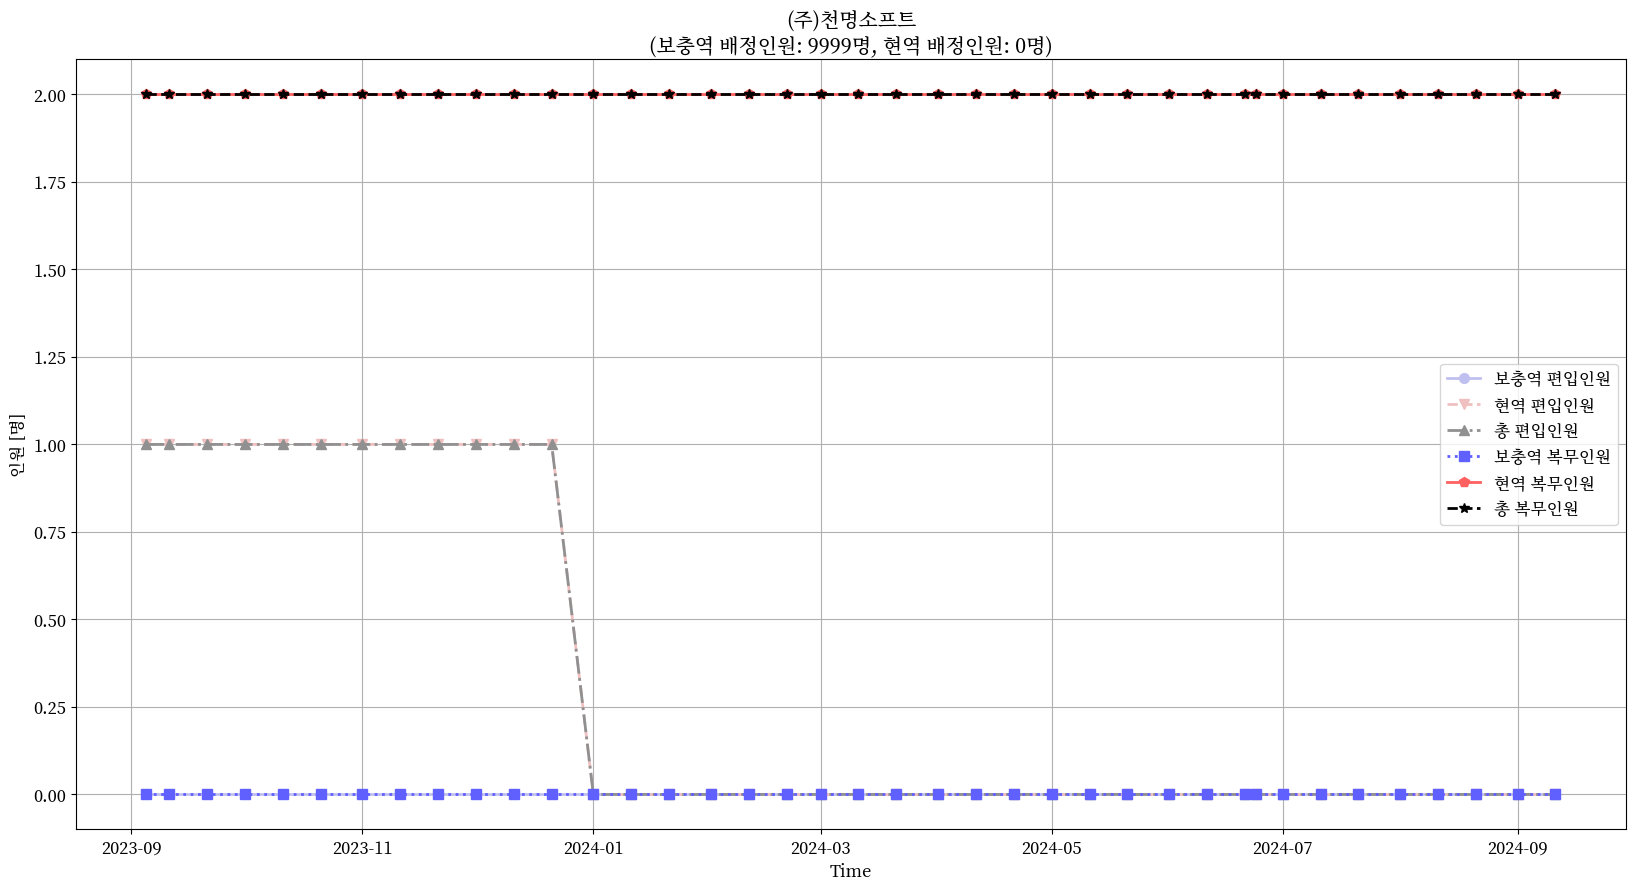 (주)천명소프트
(보충역 배정인원: 9999명, 현역 배정인원: 0명)
2.00
1.75
1.50
1.25
1.00
0.75
0.50
0.25
0.00
인원 [명]
보충역 편입인원
현역 편입인원
총 편입인원
보충역 복무인원
현역 복무인원
총 복무인원
2023-09
2023-11
2024-01
2024-03
2024-05
2024-07
2024-09
Time